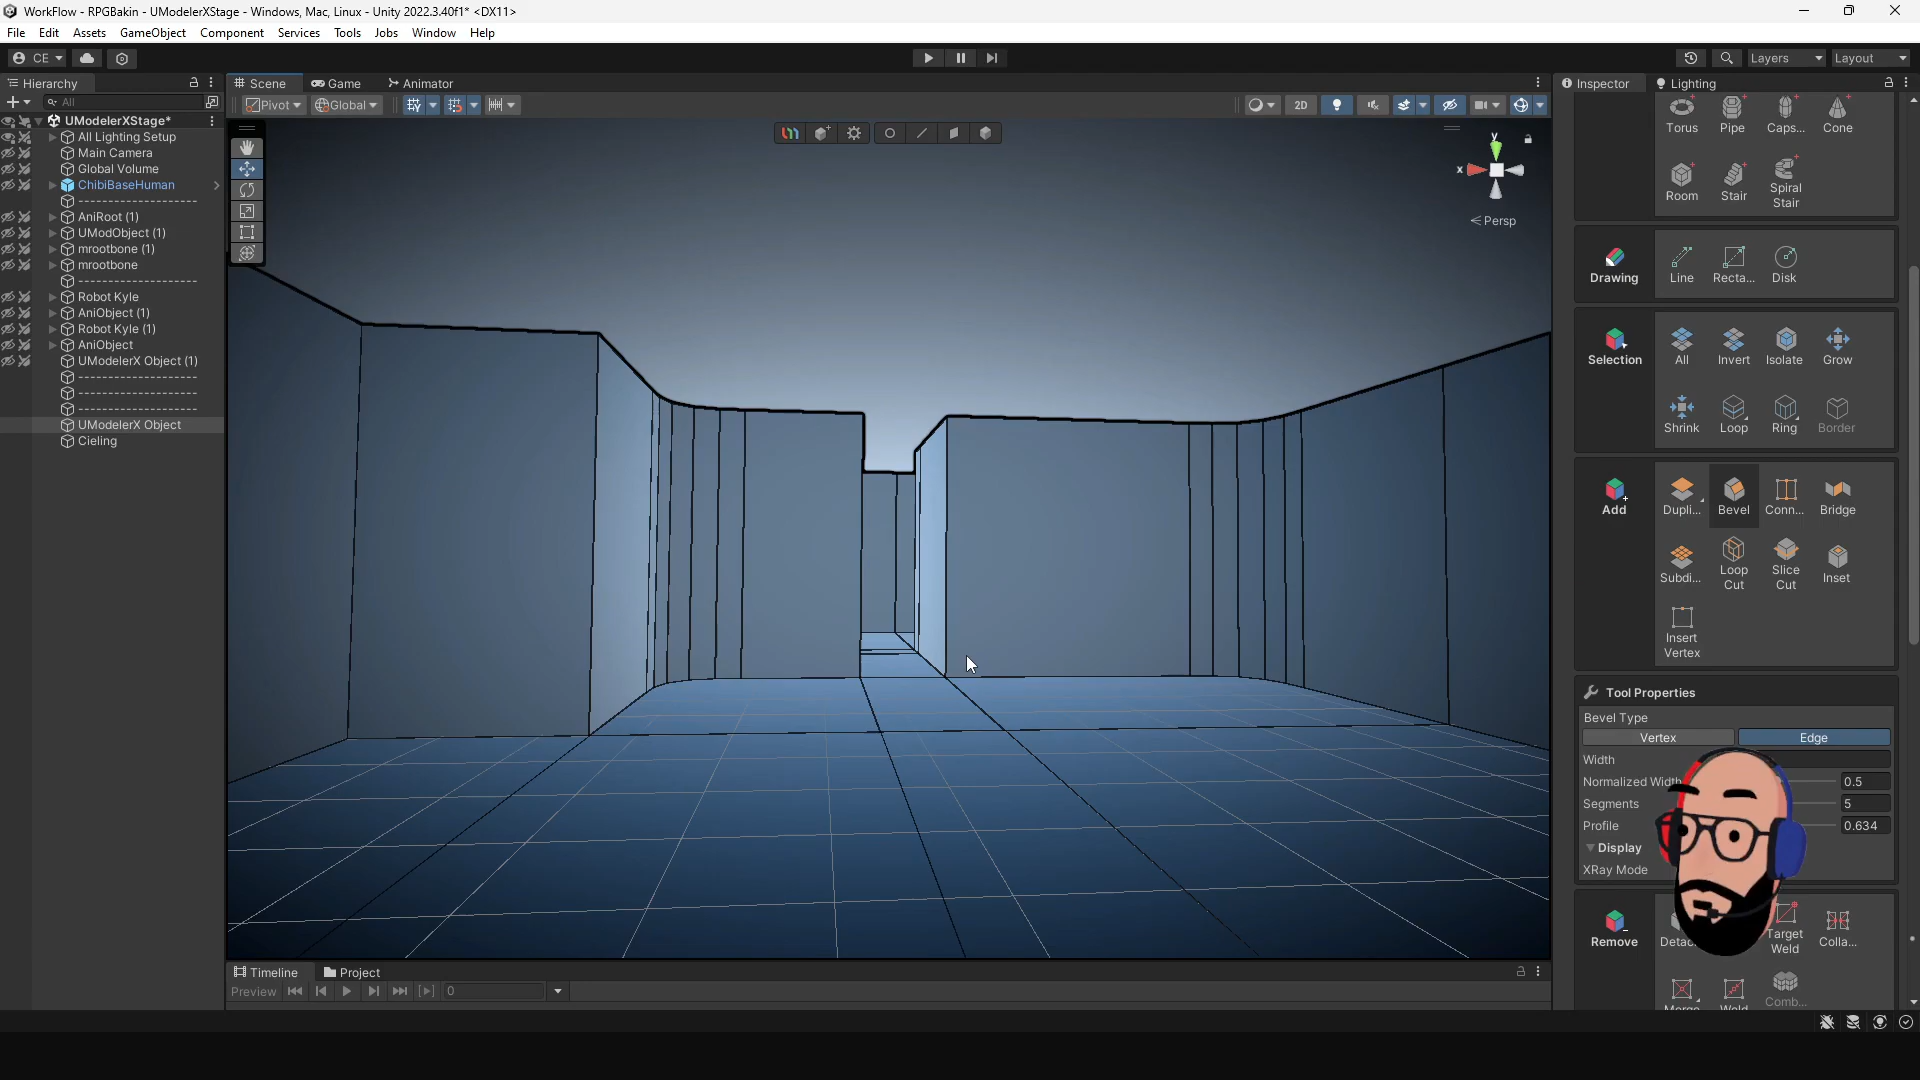 WorkFlow - RPGBakin - UModelerXStage - Windows, Mac, Linux - Unity 2022.3.40f1* <DX11>
File Edit Assets GameObject Component Services Tools Jobs Window Help
CE
Layers Layout
Hierarchy
All
UModelerXStage*
All Lighting Setup
Main Camera
Global Volume
ChibiBaseHuman
--------------------
AniRoot (1)
UModObject (1)
mrootbone (1)
mrootbone
--------------------
Robot Kyle
AniObject (1)
Robot Kyle (1)
AniObject
UModelerX Object (1)
--------------------
--------------------
--------------------
UModelerX Object
Cieling
Scene Game Animator
Pivot Global
2D
y
x
< Persp
Timeline Project
Preview 0
Inspector Lighting
Torus Pipe Caps... Cone
Room Stair Spiral Stair
Drawing Line Recta... Disk
Selection All Invert Isolate Grow
Shrink Loop Ring Border
Add Dupli... Bevel Conn... Bridge
Subdi... Loop Cut Slice Cut Inset
Insert Vertex
Tool Properties
Bevel Type
Vertex Edge
Width
Normalized Width 0.5
Segments 5
Profile 0.634
Display
XRay Mode
Remove Target Weld Colla...
Comb...